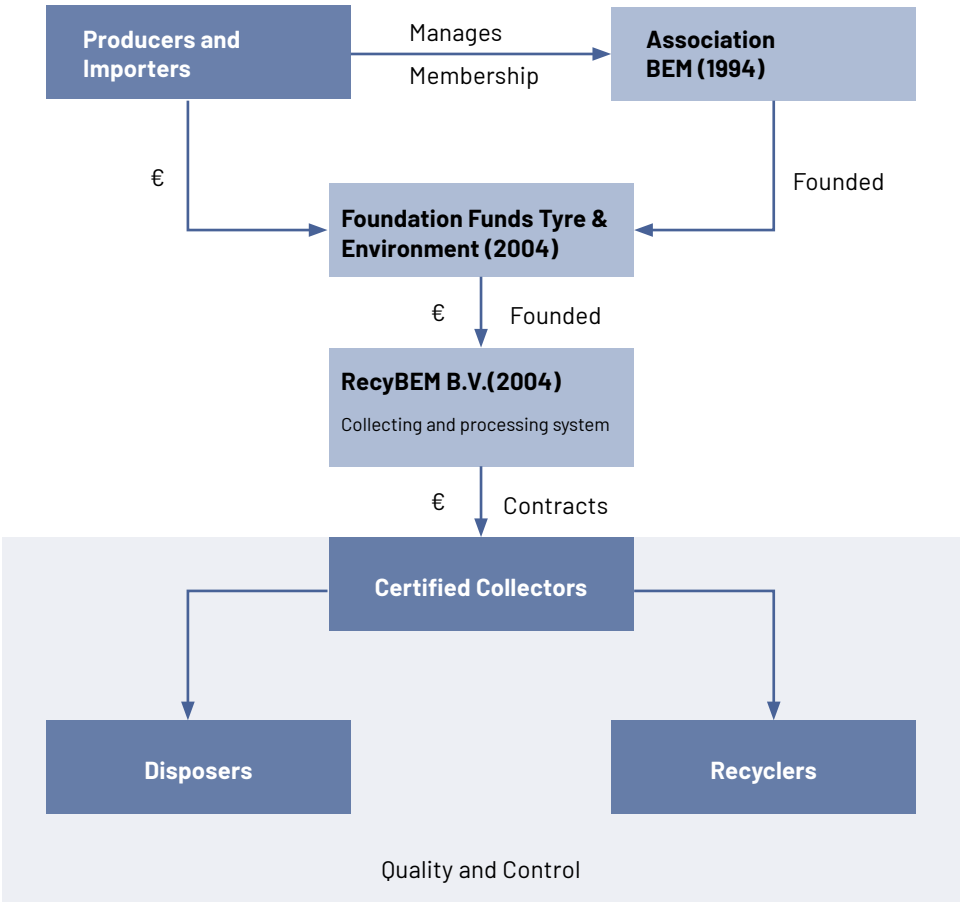 Producers and
Importers
Manages
Membership
Association
BEM (1994)
€
Founded
Foundation Funds Tyre &
Environment (2004)
€
Founded
RecyBEM B.V.(2004)
Collecting and processing system
€
Contracts
Certified Collectors
Disposers
Recyclers
Quality and Control